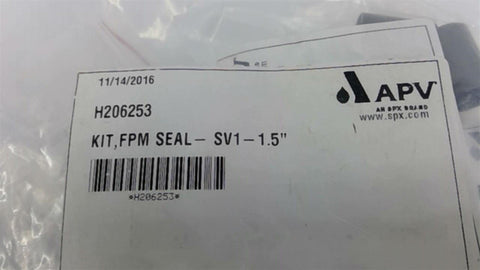 11/14/2016
APV
AN SPX BRAND
www.spx.com
H206253
KIT,FPM SEAL- SV1-1.5"
*H206253*